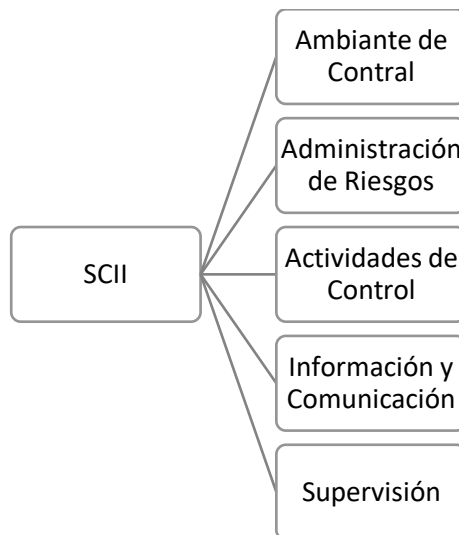 SCII
Ambiante de
Contral
Administración
de Riesgos
Actividades de
Control
Información y
Comunicación
Supervisión